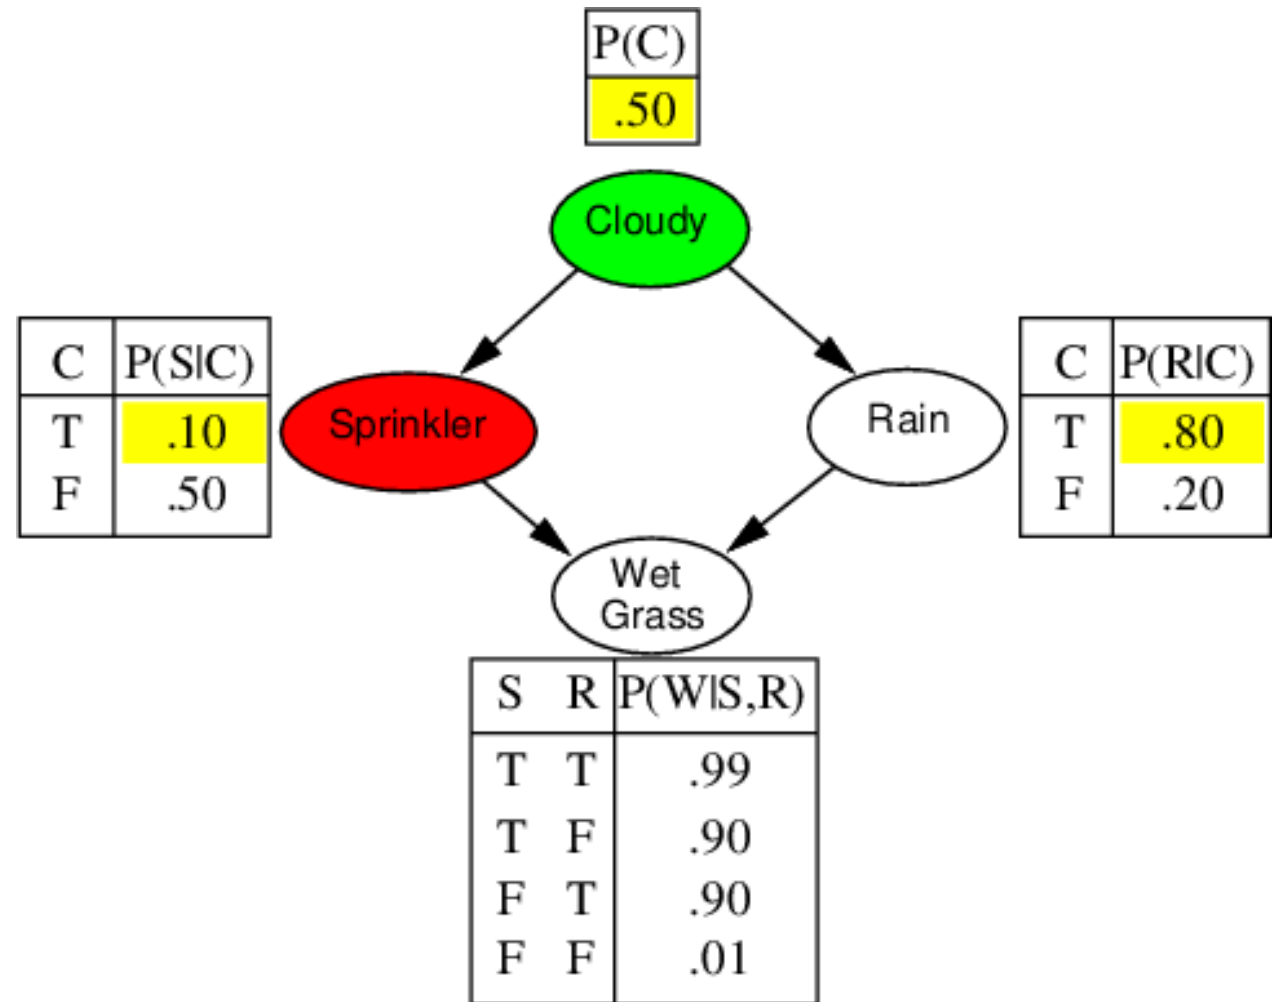 P(C)
.50
Cloudy
C P(S|C)
T .10
F .50
Sprinkler
Rain
C P(R|C)
T .80
F .20
Wet
Grass
S R P(W|S,R)
T T .99
T F .90
F T .90
F F .01